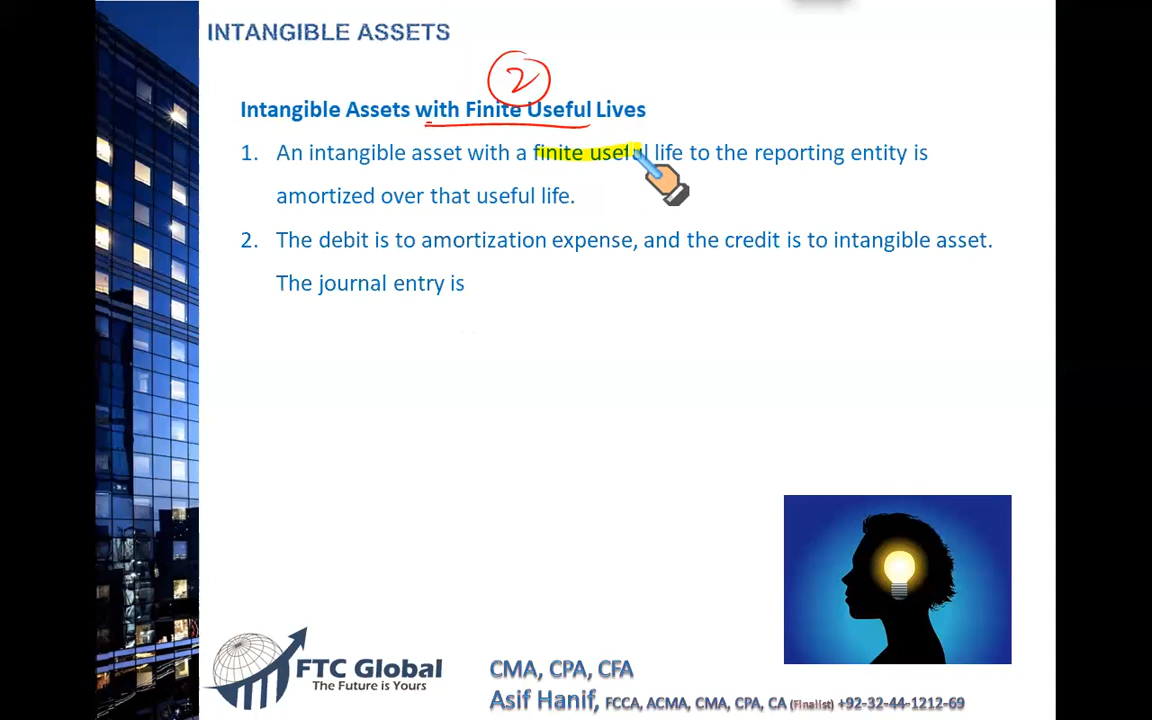 INTANGIBLE ASSETS
2
Intangible Assets with Finite Useful Lives
1. An intangible asset with a finite useful life to the reporting entity is
amortized over that useful life.
2. The debit is to amortization expense, and the credit is to intangible asset.
The journal entry is
FTC Global
The Future is Yours
CMA, CPA, CFA
Asif Hanif, FCCA, ACMA, CMA, CPA, CA (Finalist) +92-32-44-1212-69